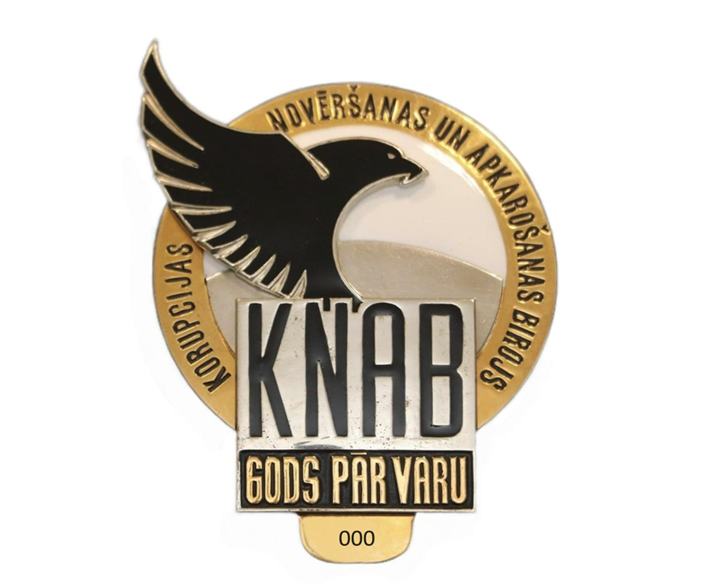 KORUPCIJAS NOVĒRŠANAS UN APKAROŠANAS BIROJS
KNAB
GODS PĀR VARU
000